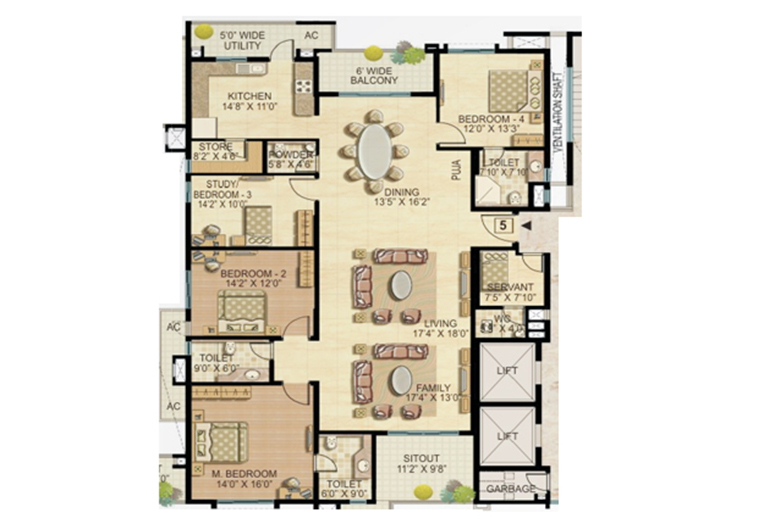 5'0" WIDE
UTILITY
AC
6' WIDE
BALCONY
KITCHEN
14'8" X 11'0"
BEDROOM - 4
12'0" X 13'3"
VENTILATION SHAFT
STORE
8'2" X 4'6"
POWDER
5'8" X 4'6"
TOILET
7'10" X 7'10"
PUJA
STUDY/
BEDROOM - 3
14'2" X 10'0"
DINING
13'5" X 16'2"
5
BEDROOM - 2
14'2" X 12'0"
SERVANT
7'5" X 7'10"
LIVING
17'4" X 18'0"
WC
X 4'0"
AC
TOILET
9'0" X 6'0"
LIFT
FAMILY
17'4" X 13'0"
AC
LIFT
M. BEDROOM
14'0" X 16'0"
TOILET
6'0" X 9'0"
SITOUT
11'2" X 9'8"
GARBAGE